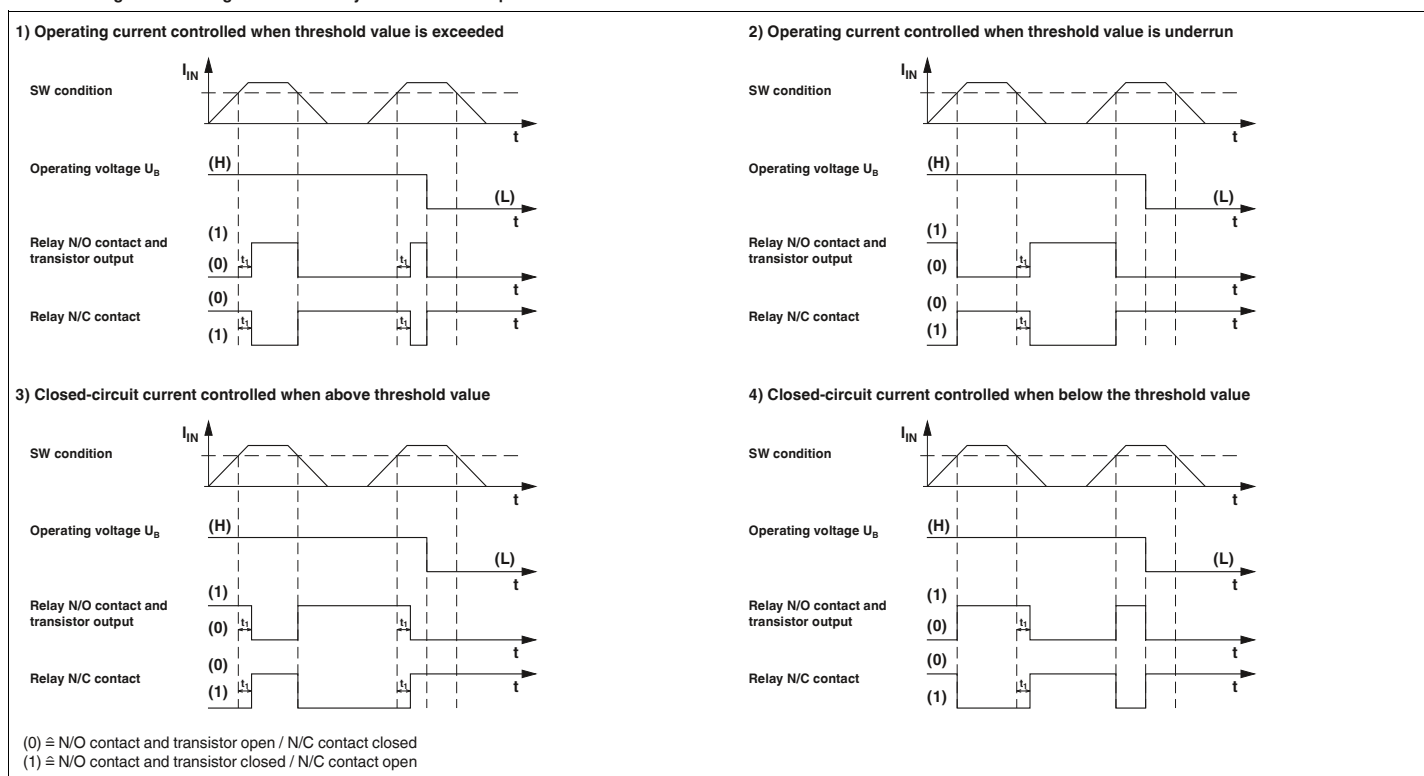 1) Operating current controlled when threshold value is exceeded
I_IN
SW condition
t
Operating voltage U_B
(H)
(L)
t
Relay N/O contact and
transistor output
(1)
(0)
t₁
t₁
t
Relay N/C contact
(0)
(1)
t₁
t₁
t
2) Operating current controlled when threshold value is underrun
I_IN
SW condition
t
Operating voltage U_B
(H)
(L)
t
Relay N/O contact and
transistor output
(1)
(0)
t₁
t
Relay N/C contact
(0)
(1)
t₁
t
3) Closed-circuit current controlled when above threshold value
I_IN
SW condition
t
Operating voltage U_B
(H)
(L)
t
Relay N/O contact and
transistor output
(1)
(0)
t₁
t₁
t
Relay N/C contact
(0)
(1)
t₁
t₁
t
4) Closed-circuit current controlled when below the threshold value
I_IN
SW condition
t
Operating voltage U_B
(H)
(L)
t
Relay N/O contact and
transistor output
(1)
(0)
t₁
t
Relay N/C contact
(0)
(1)
t₁
t
(0) ≙ N/O contact and transistor open / N/C contact closed
(1) ≙ N/O contact and transistor closed / N/C contact open